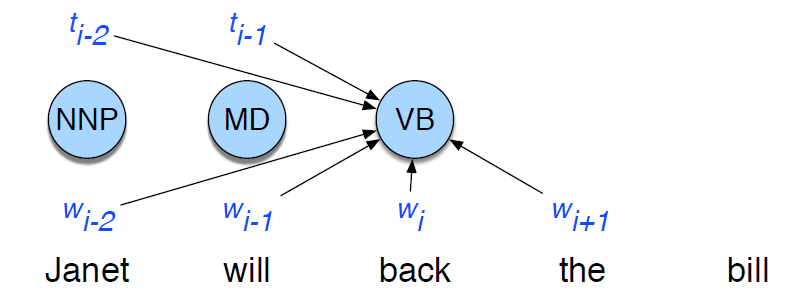 t_{i-2} t_{i-1}
NNP MD VB
w_{i-2} w_{i-1} w_i w_{i+1}
Janet will back the bill